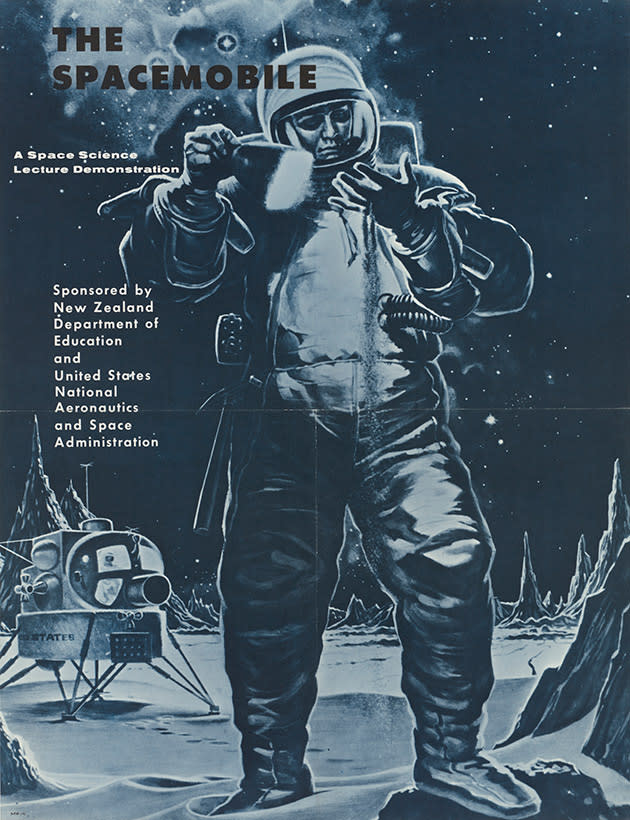 THE
SPACEMOBILE
A Space Science
Lecture Demonstration
Sponsored by
New Zealand
Department of
Education
and
United States
National
Aeronautics
and Space
Administration
STATES